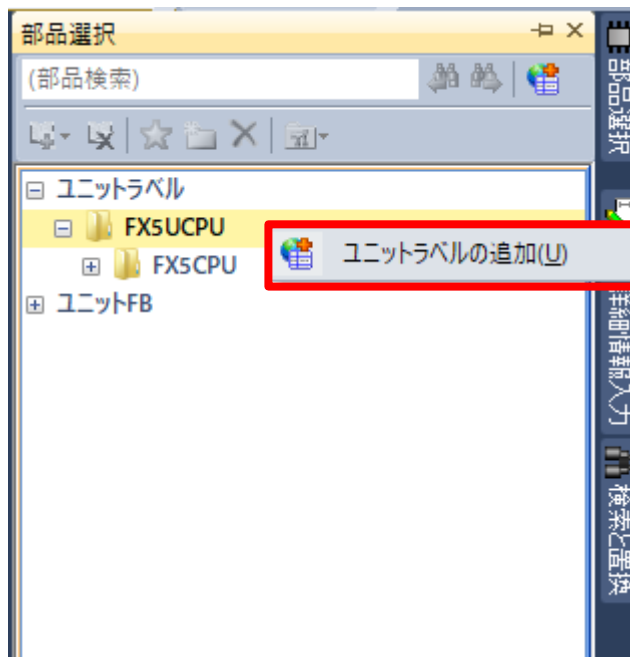 部品選択
(部品検索)
ユニットラベル
FX5UCPU
ユニットラベルの追加(U)
FX5CPU
ユニットFB
部品選択
詳細情報入力
検索と置換